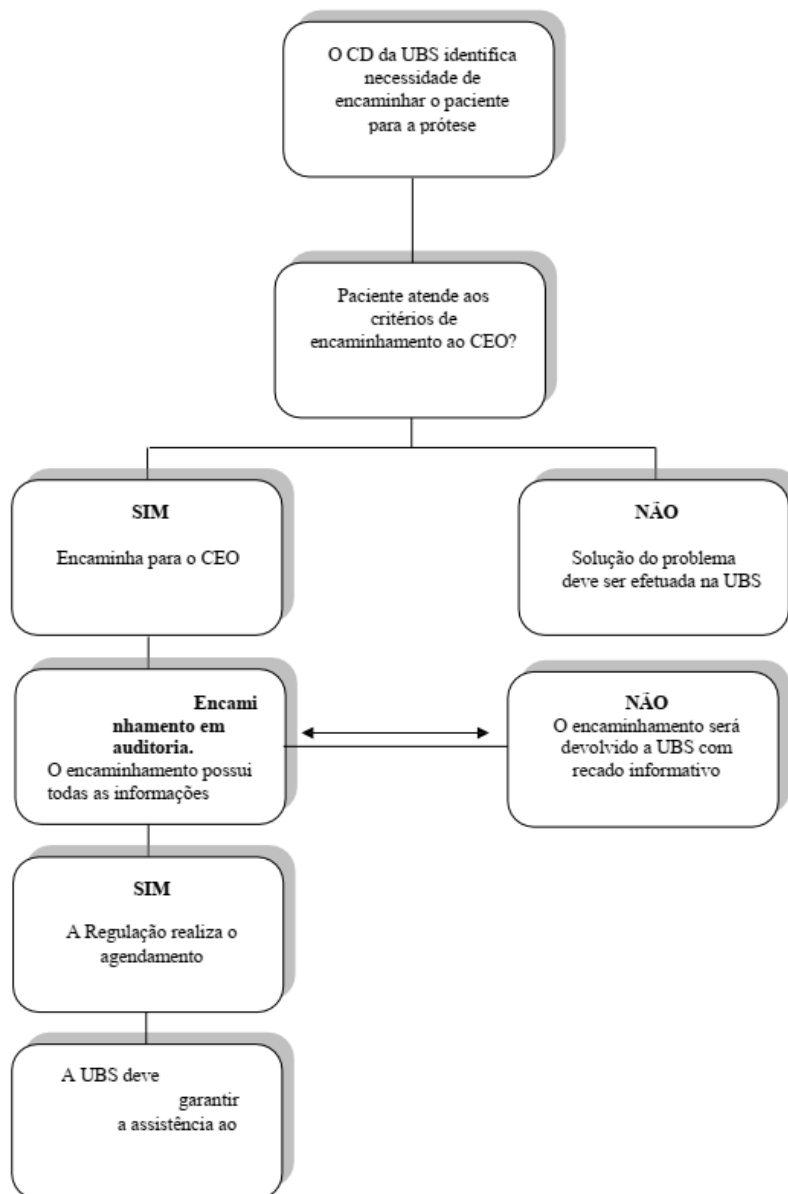 O CD da UBS identifica
necessidade de
encaminhar o paciente
para a prótese
Paciente atende aos
critérios de
encaminhamento ao CEO?
SIM
Encaminha para o CEO
NÃO
Solução do problema
deve ser efetuada na UBS
Encami
nhamento em
auditoria.
O encaminhamento possui
todas as informações
NÃO
O encaminhamento será
devolvido a UBS com
recado informativo
SIM
A Regulação realiza o
agendamento
A UBS deve
garantir
a assistência ao